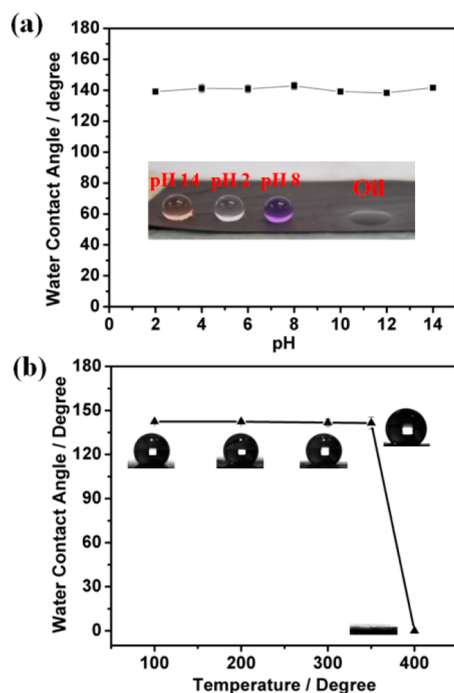 (a)
Water Contact Angle / degree
180
160
140
120
100
80
60
40
20
0
pH 14 pH 2 pH 8 Oil
0 2 4 6 8 10 12 14
pH
(b)
Water Contact Angle / Degree
180
150
120
90
60
30
0
100 200 300 400
Temperature / Degree